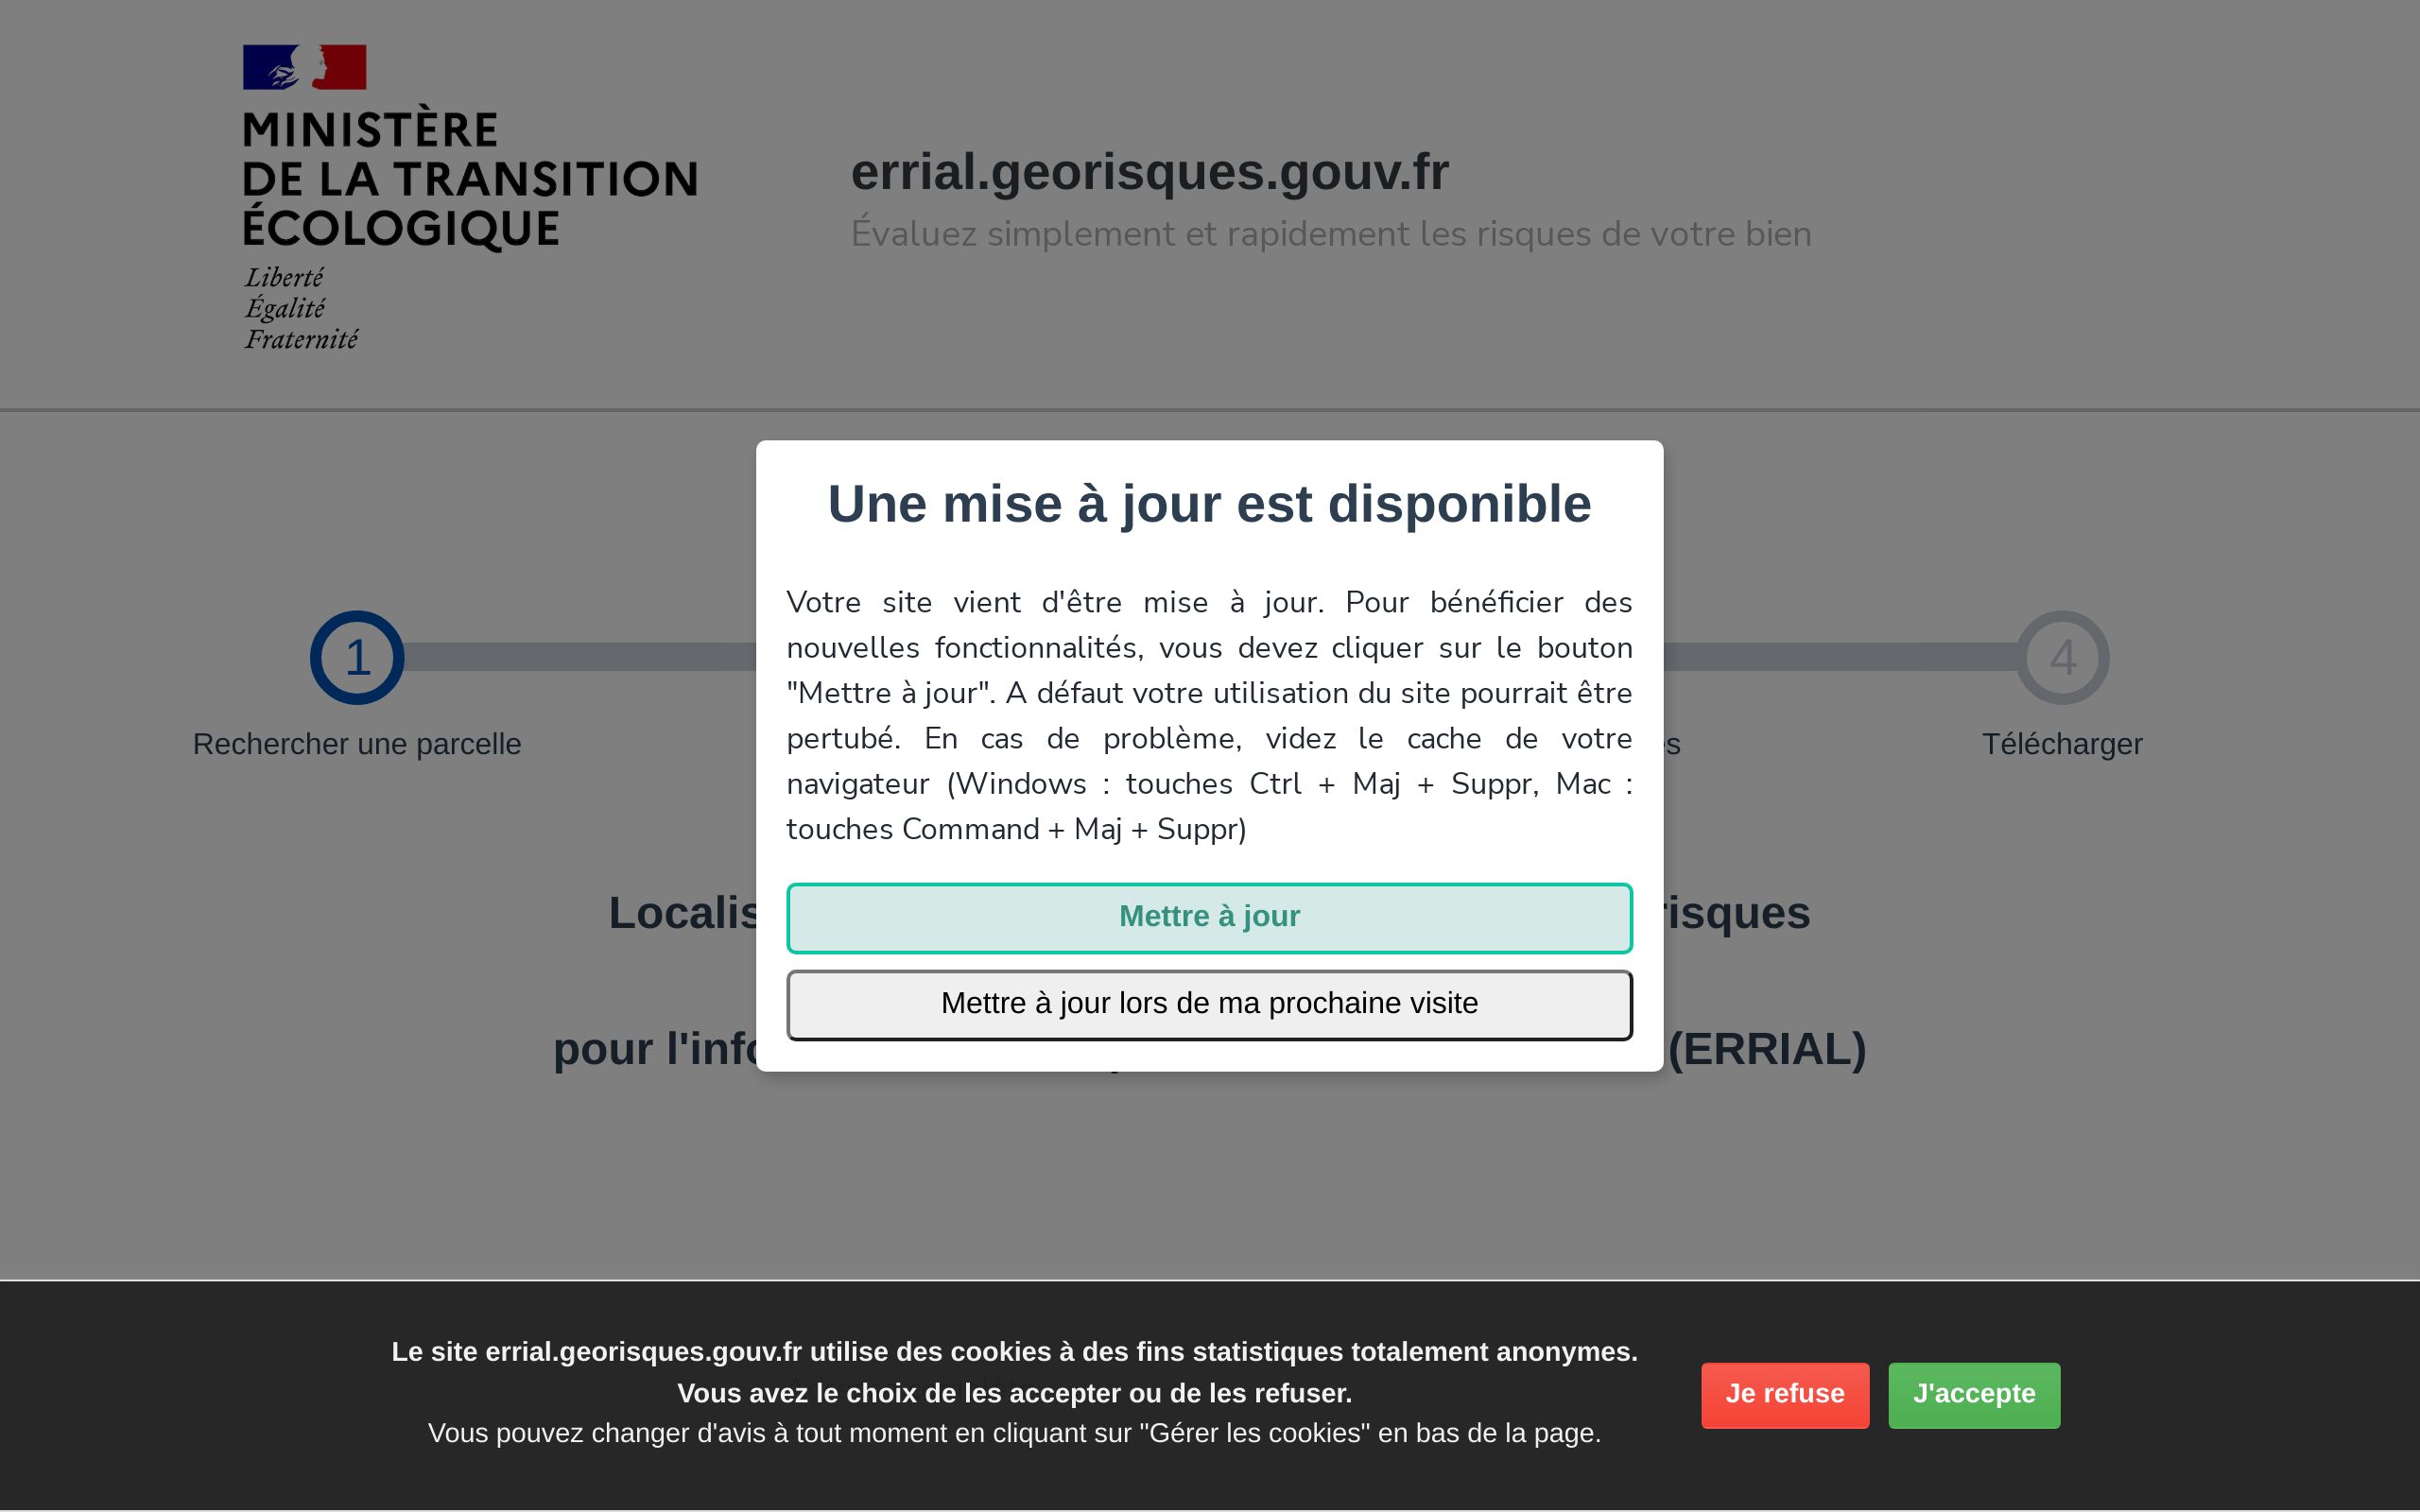 MINISTÈRE
DE LA TRANSITION
ÉCOLOGIQUE
Liberté
Égalité
Fraternité
errial.georisques.gouv.fr
Évaluez simplement et rapidement les risques de votre bien
Une mise à jour est disponible
Votre site vient d'être mise à jour. Pour bénéficier des
nouvelles fonctionnalités, vous devez cliquer sur le bouton
"Mettre à jour". A défaut votre utilisation du site pourrait être
pertubé. En cas de problème, videz le cache de votre
navigateur (Windows : touches Ctrl + Maj + Suppr, Mac :
touches Command + Maj + Suppr)
Mettre à jour
Mettre à jour lors de ma prochaine visite
1
4
Rechercher une parcelle
Télécharger
risques
pour (ERRIAL)
Le site errial.georisques.gouv.fr utilise des cookies à des fins statistiques totalement anonymes.
Vous avez le choix de les accepter ou de les refuser.
Vous pouvez changer d'avis à tout moment en cliquant sur "Gérer les cookies" en bas de la page.
Je refuse
J'accepte